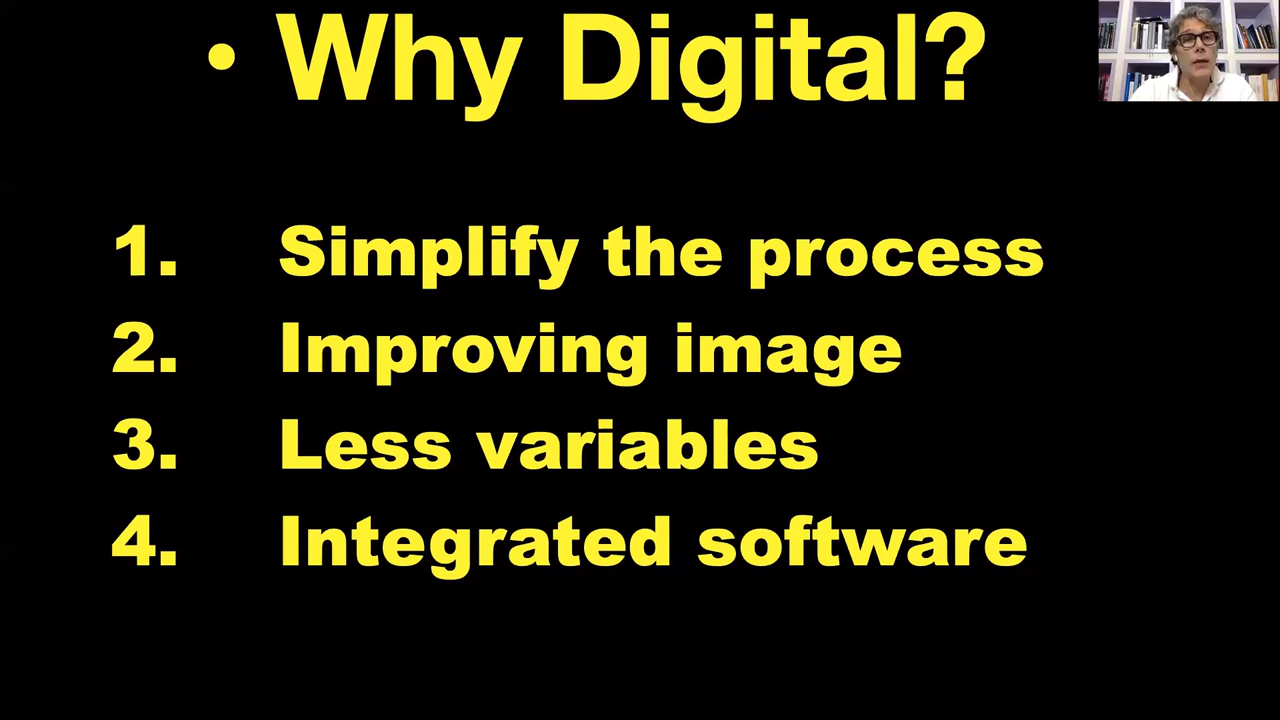 • Why Digital?
1. Simplify the process
2. Improving image
3. Less variables
4. Integrated software